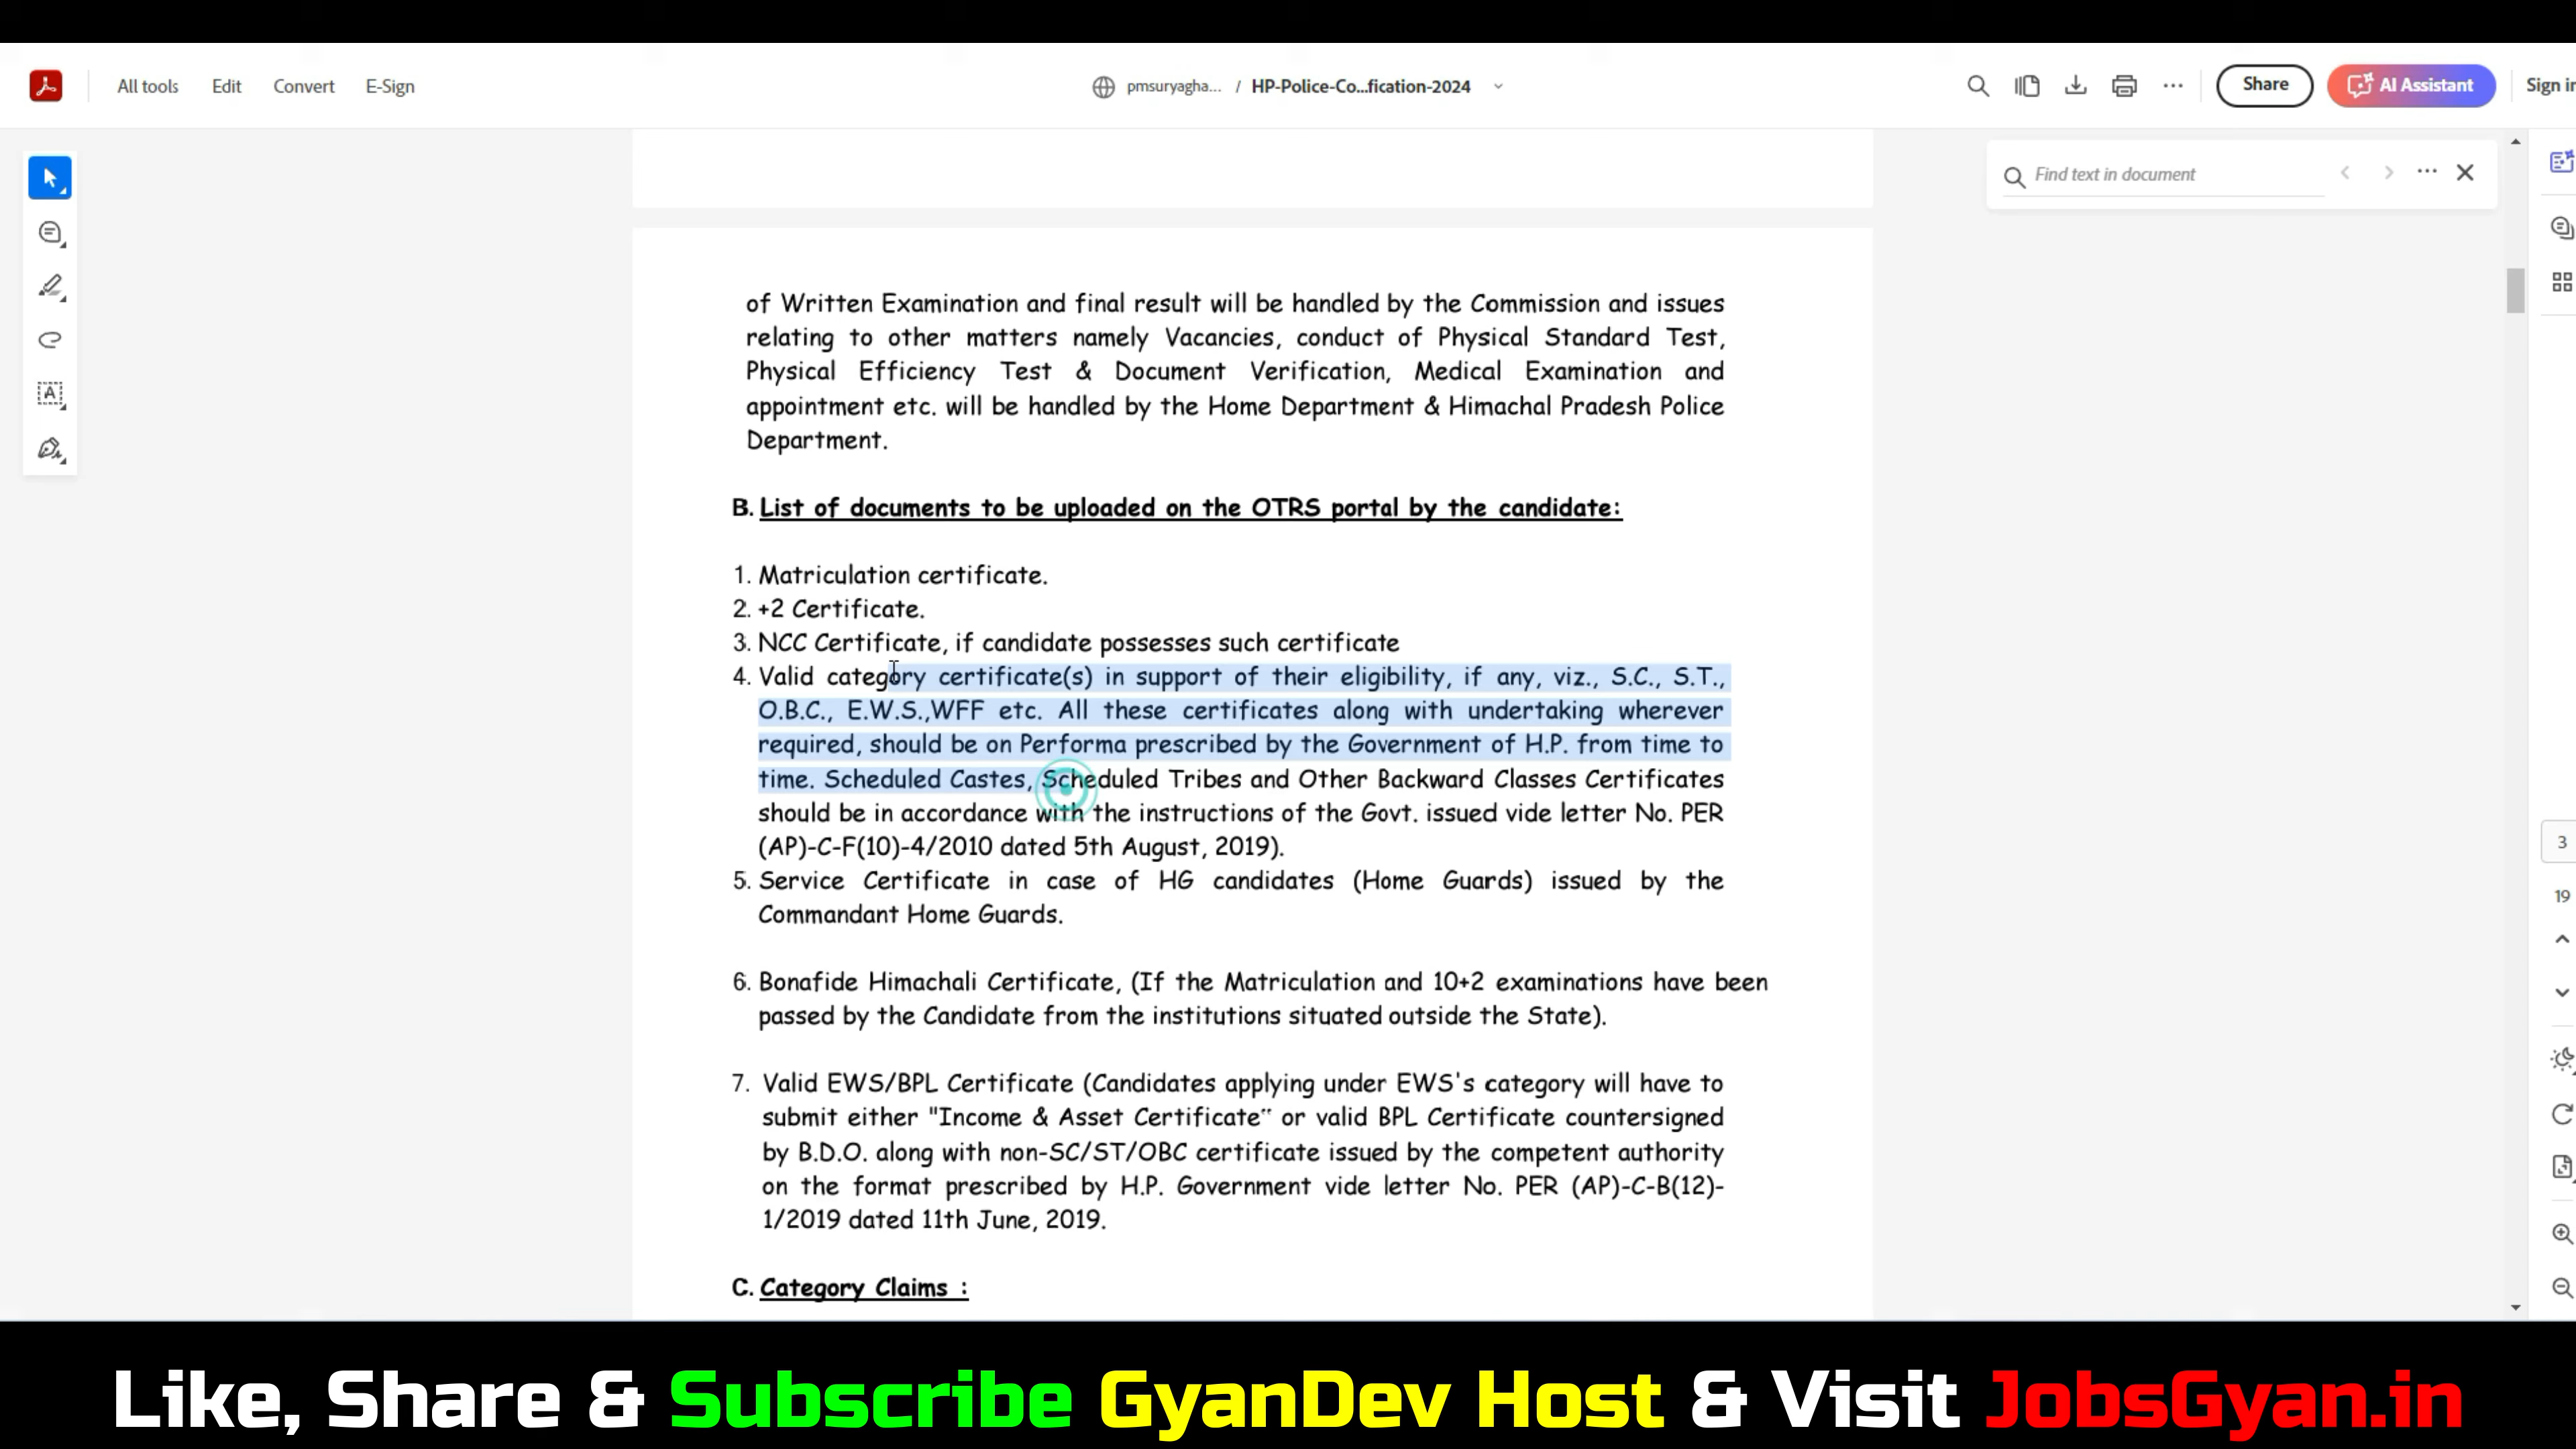 All tools Edit Convert E-Sign pmsuryagha... / HP-Police-Co...fication-2024 Share AI Assistant Sign in
Find text in document
of Written Examination and final result will be handled by the Commission and issues
relating to other matters namely Vacancies, conduct of Physical Standard Test,
Physical Efficiency Test & Document Verification, Medical Examination and
appointment etc. will be handled by the Home Department & Himachal Pradesh Police
Department.
B. List of documents to be uploaded on the OTRS portal by the candidate:
1. Matriculation certificate.
2. +2 Certificate.
3. NCC Certificate, if candidate possesses such certificate
4. Valid category certificate(s) in support of their eligibility, if any, viz., S.C., S.T.,
O.B.C., E.W.S.,WFF etc. All these certificates along with undertaking wherever
required, should be on Performa prescribed by the Government of H.P. from time to
time. Scheduled Castes, Scheduled Tribes and Other Backward Classes Certificates
should be in accordance with the instructions of the Govt. issued vide letter No. PER
(AP)-C-F(10)-4/2010 dated 5th August, 2019).
5. Service Certificate in case of HG candidates (Home Guards) issued by the
Commandant Home Guards.
6. Bonafide Himachali Certificate, (If the Matriculation and 10+2 examinations have been
passed by the Candidate from the institutions situated outside the State).
7. Valid EWS/BPL Certificate (Candidates applying under EWS's category will have to
submit either "Income & Asset Certificate" or valid BPL Certificate countersigned
by B.D.O. along with non-SC/ST/OBC certificate issued by the competent authority
on the format prescribed by H.P. Government vide letter No. PER (AP)-C-B(12)-
1/2019 dated 11th June, 2019.
C. Category Claims :
3
19
Like, Share & Subscribe GyanDev Host & Visit JobsGyan.in